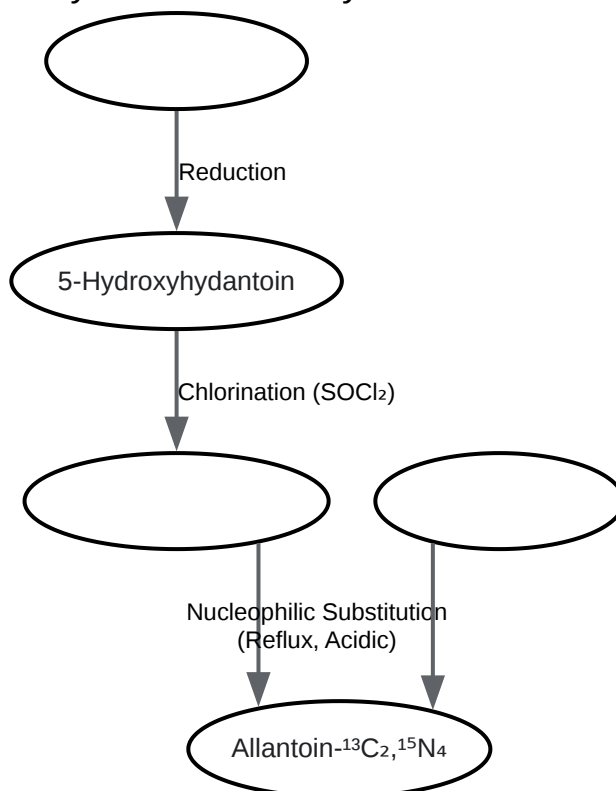 Reduction
5-Hydroxyhydantoin
Chlorination (SOCl₂)
Nucleophilic Substitution
(Reflux, Acidic)
Allantoin-¹³C₂,¹⁵N₄